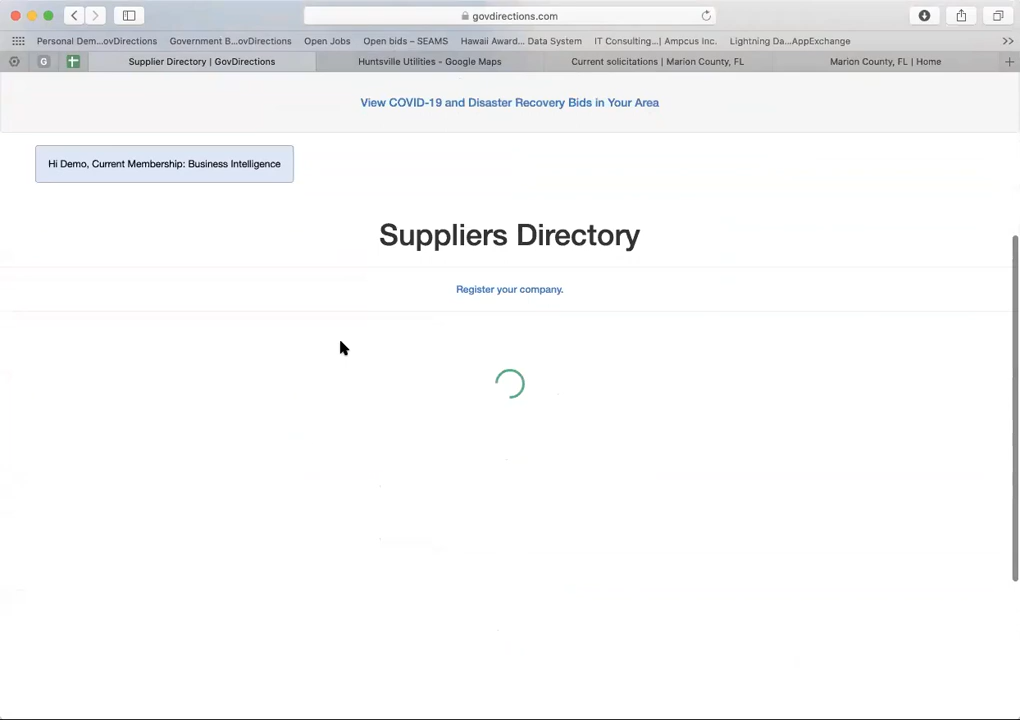 govdirections.com
Personal Dem...ovDirections Government B...ovDirections Open Jobs Open bids – SEAMS Hawaii Award... Data System IT Consulting...| Ampcus Inc. Lightning Da...AppExchange >>
G Supplier Directory | GovDirections Huntsville Utilities - Google Maps Current solicitations | Marion County, FL Marion County, FL | Home +
View COVID-19 and Disaster Recovery Bids in Your Area
Hi Demo, Current Membership: Business Intelligence
Suppliers Directory
Register your company.